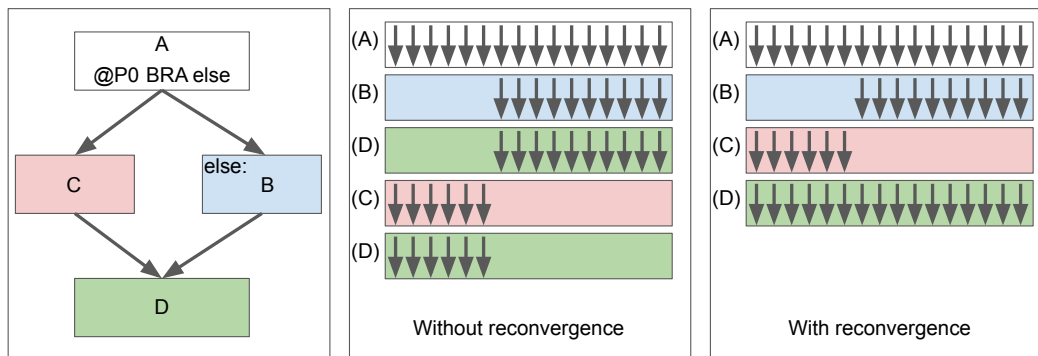 A
@P0 BRA else
C
else:
B
D
(A)
(B)
(D)
(C)
(D)
Without reconvergence
(A)
(B)
(C)
(D)
With reconvergence